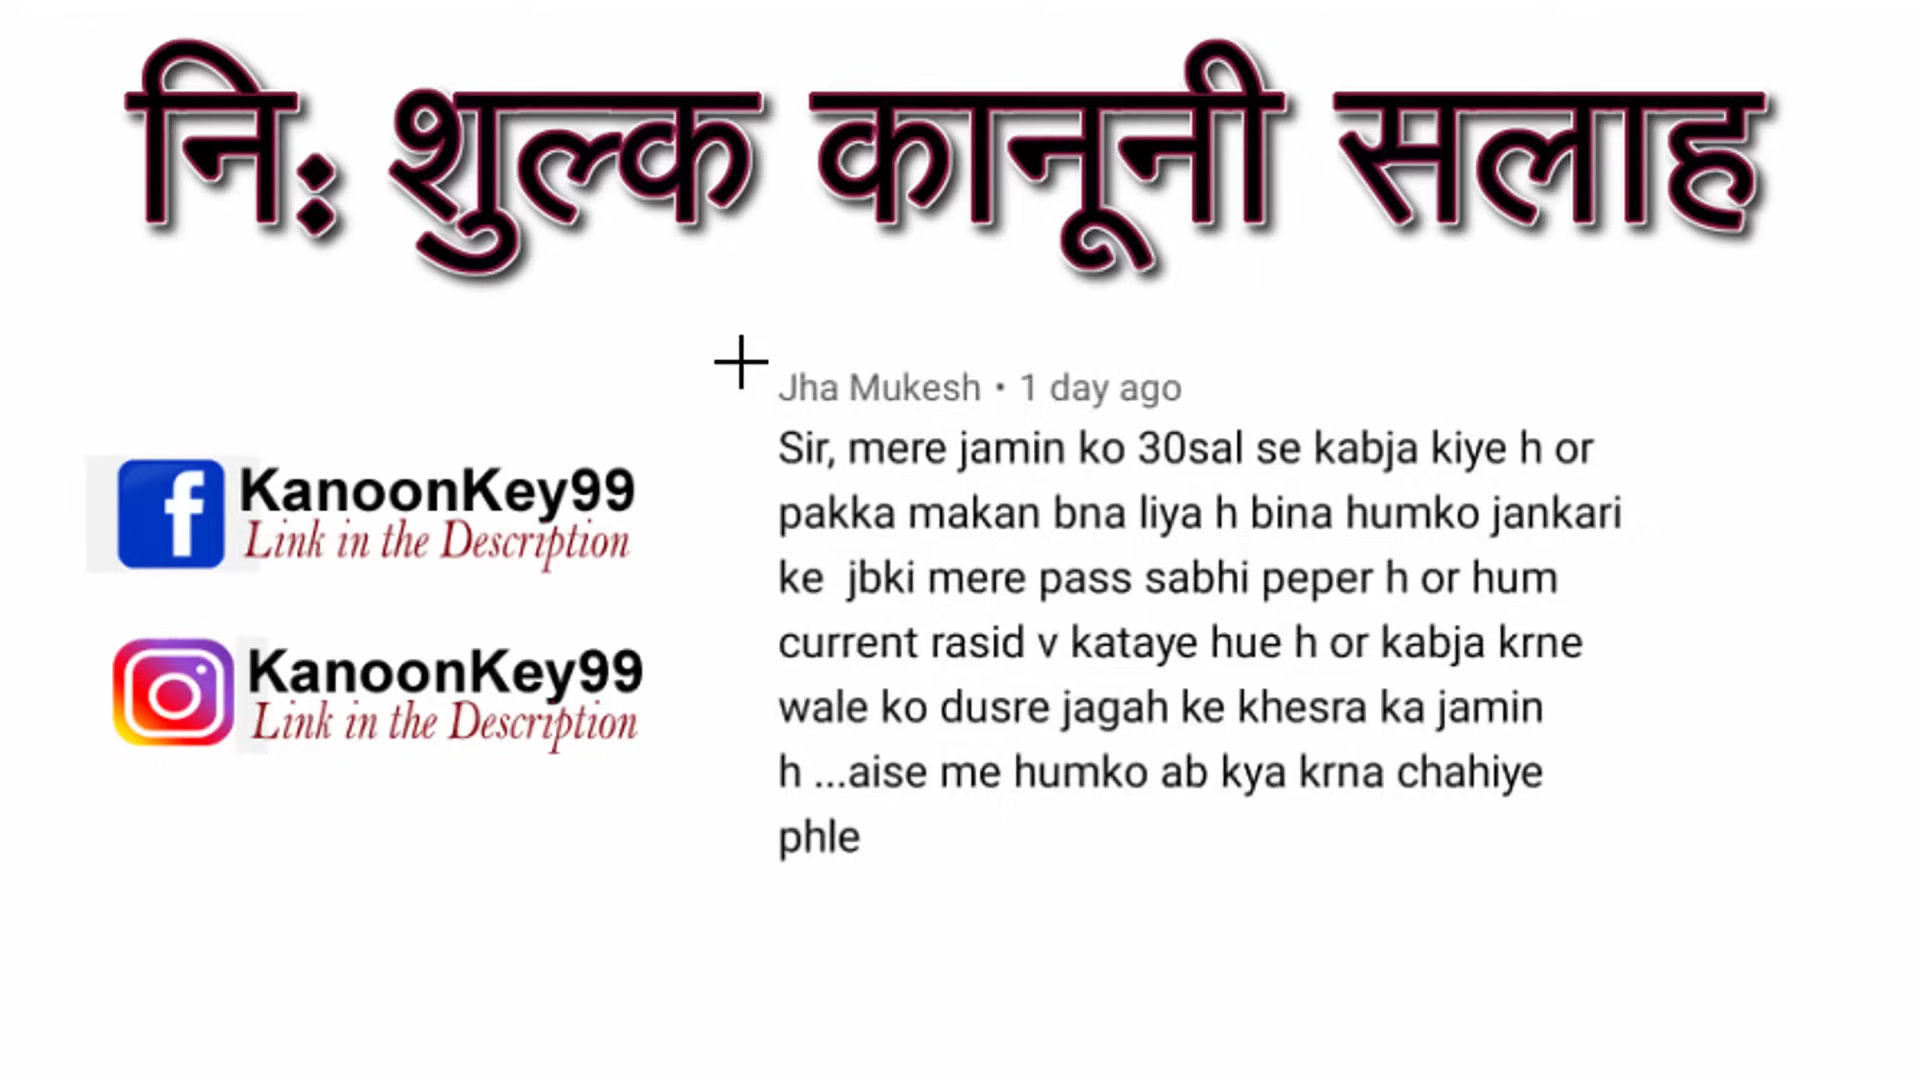 नि: शुल्क कानूनी सलाह
KanoonKey99
Link in the Description
KanoonKey99
Link in the Description
Jha Mukesh • 1 day ago
Sir, mere jamin ko 30sal se kabja kiye h or
pakka makan bna liya h bina humko jankari
ke  jbki mere pass sabhi peper h or hum
current rasid v kataye hue h or kabja krne
wale ko dusre jagah ke khesra ka jamin
h ...aise me humko ab kya krna chahiye
phle